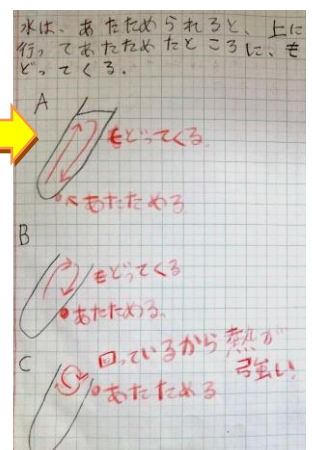 水は、あたためられると、上に
行ってあたためたところに、も
どってくる。
A
もどってくる
あたためる
B
もどってくる
あたためる。
C
回っているから熱が
強い!
あたためる